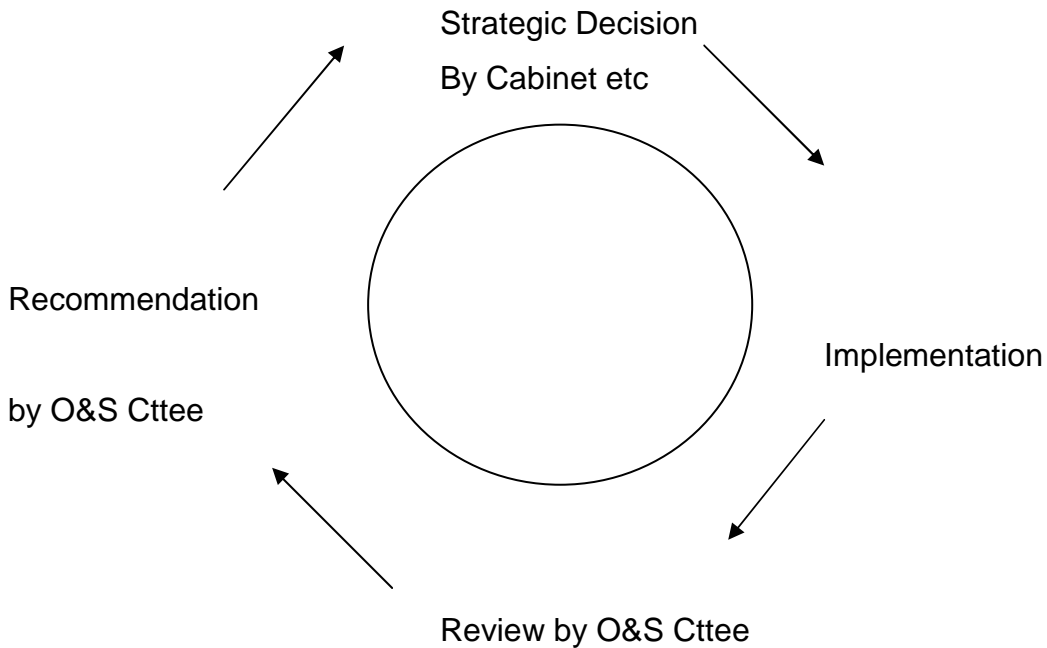 Strategic Decision
By Cabinet etc
Recommendation
by O&S Cttee
Implementation
Review by O&S Cttee